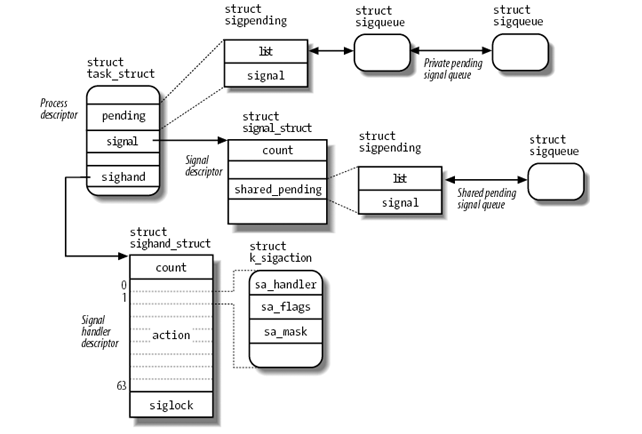 struct
sigpending
list
signal
struct
sigqueue
Private pending
signal queue
struct
sigqueue
struct
task_struct
Process
descriptor
pending
signal
sighand
struct
signal_struct
Signal
descriptor
count
shared_pending
struct
sigpending
list
signal
Shared pending
signal queue
struct
sigqueue
struct
sighand_struct
count
0
1
Signal
handler
descriptor
action
63
siglock
struct
k_sigaction
sa_handler
sa_flags
sa_mask